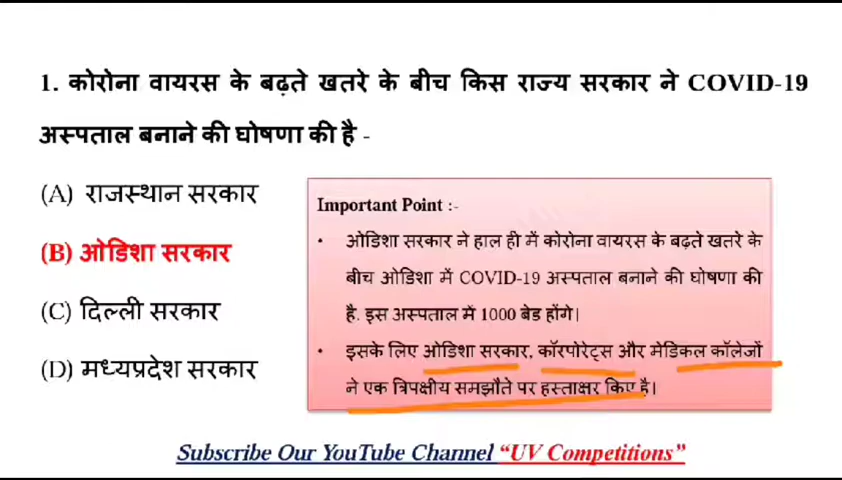 1. कोरोना वायरस के बढ़ते खतरे के बीच किस राज्य सरकार ने COVID-19
अस्पताल बनाने की घोषणा की है -
(A) राजस्थान सरकार
(B) ओडिशा सरकार
(C) दिल्ली सरकार
(D) मध्यप्रदेश सरकार
Important Point :-
• ओडिशा सरकार ने हाल ही में कोरोना वायरस के बढ़ते खतरे के
बीच ओडिशा में COVID-19 अस्पताल बनाने की घोषणा की
है. इस अस्पताल में 1000 बेड होंगे।
• इसके लिए ओडिशा सरकार, कॉरपोरेट्स और मेडिकल कॉलेजों
ने एक त्रिपक्षीय समझौते पर हस्ताक्षर किए है।
Subscribe Our YouTube Channel “UV Competitions”